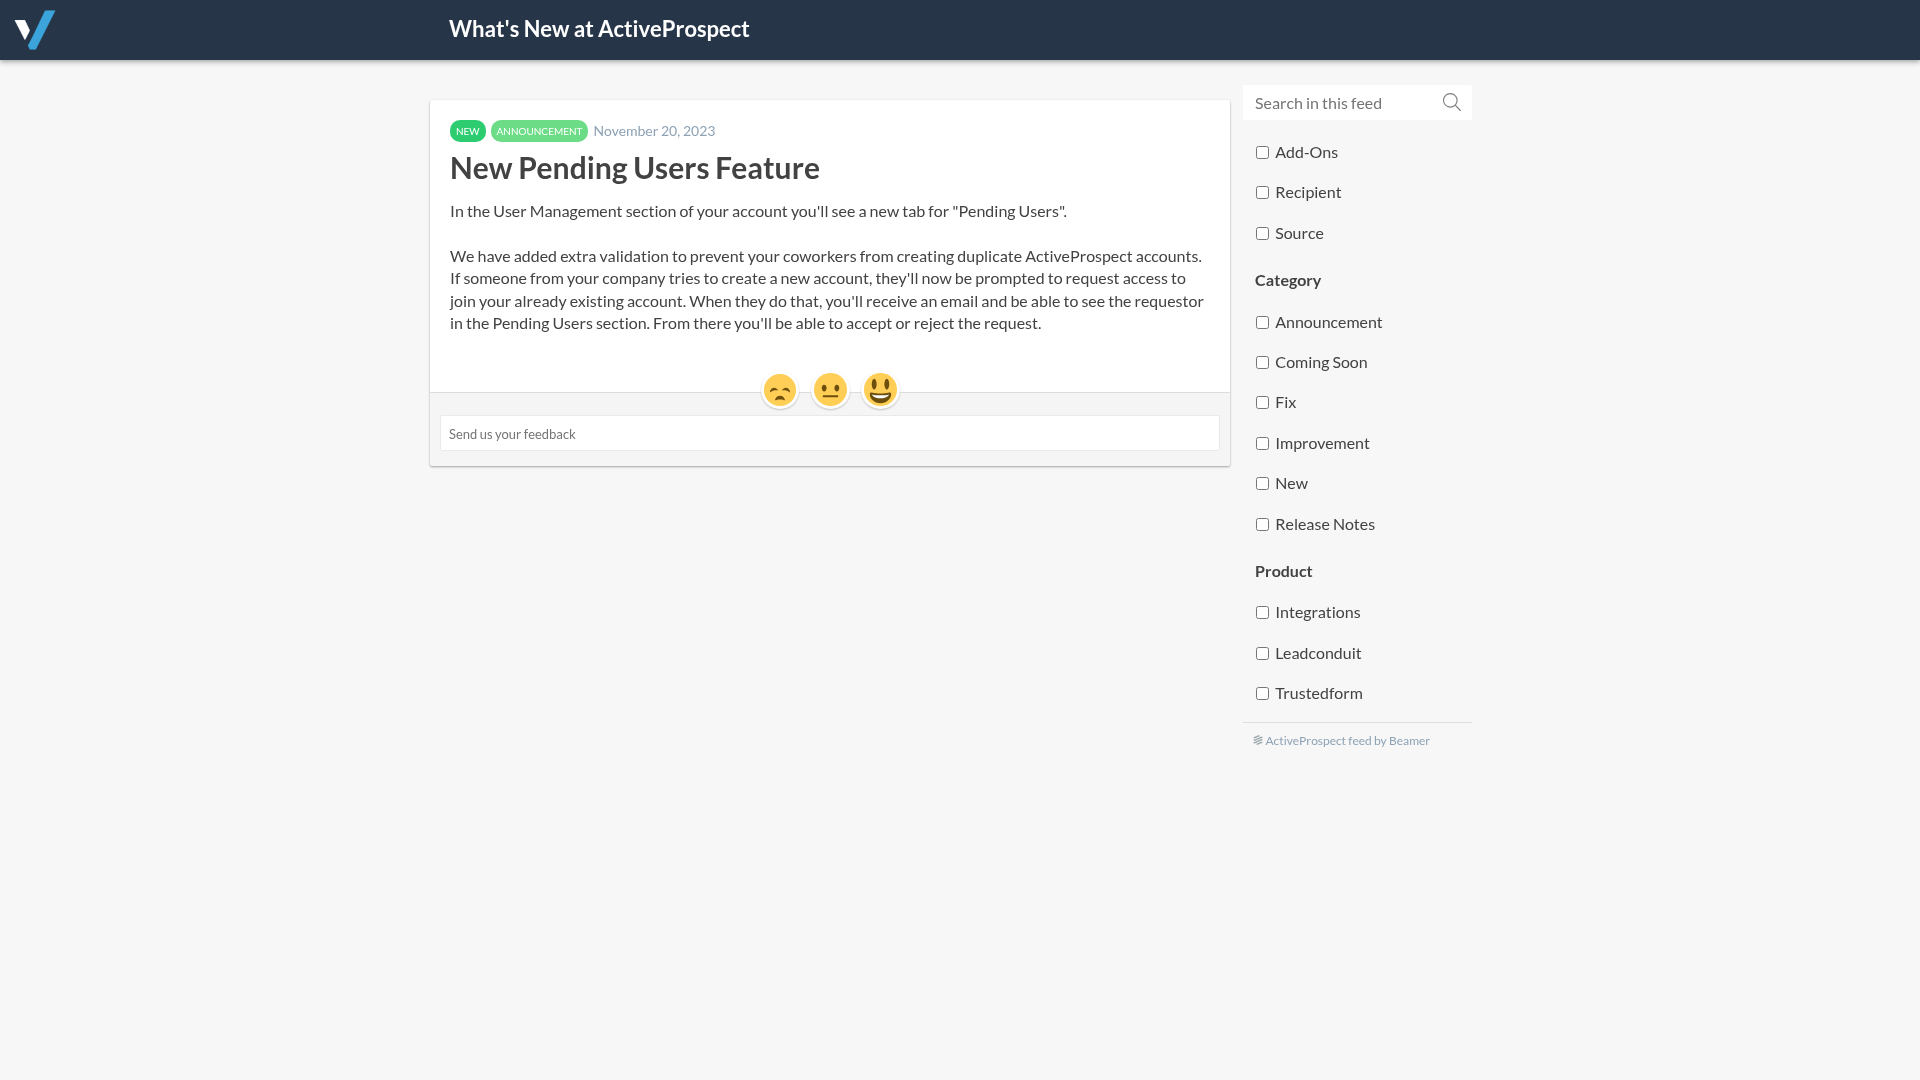 What's New at ActiveProspect
NEW ANNOUNCEMENT November 20, 2023
New Pending Users Feature
In the User Management section of your account you'll see a new tab for "Pending Users".
We have added extra validation to prevent your coworkers from creating duplicate ActiveProspect accounts.
If someone from your company tries to create a new account, they'll now be prompted to request access to
join your already existing account. When they do that, you'll receive an email and be able to see the requestor
in the Pending Users section. From there you'll be able to accept or reject the request.
Send us your feedback
Search in this feed
Add-Ons
Recipient
Source
Category
Announcement
Coming Soon
Fix
Improvement
New
Release Notes
Product
Integrations
Leadconduit
Trustedform
ActiveProspect feed by Beamer